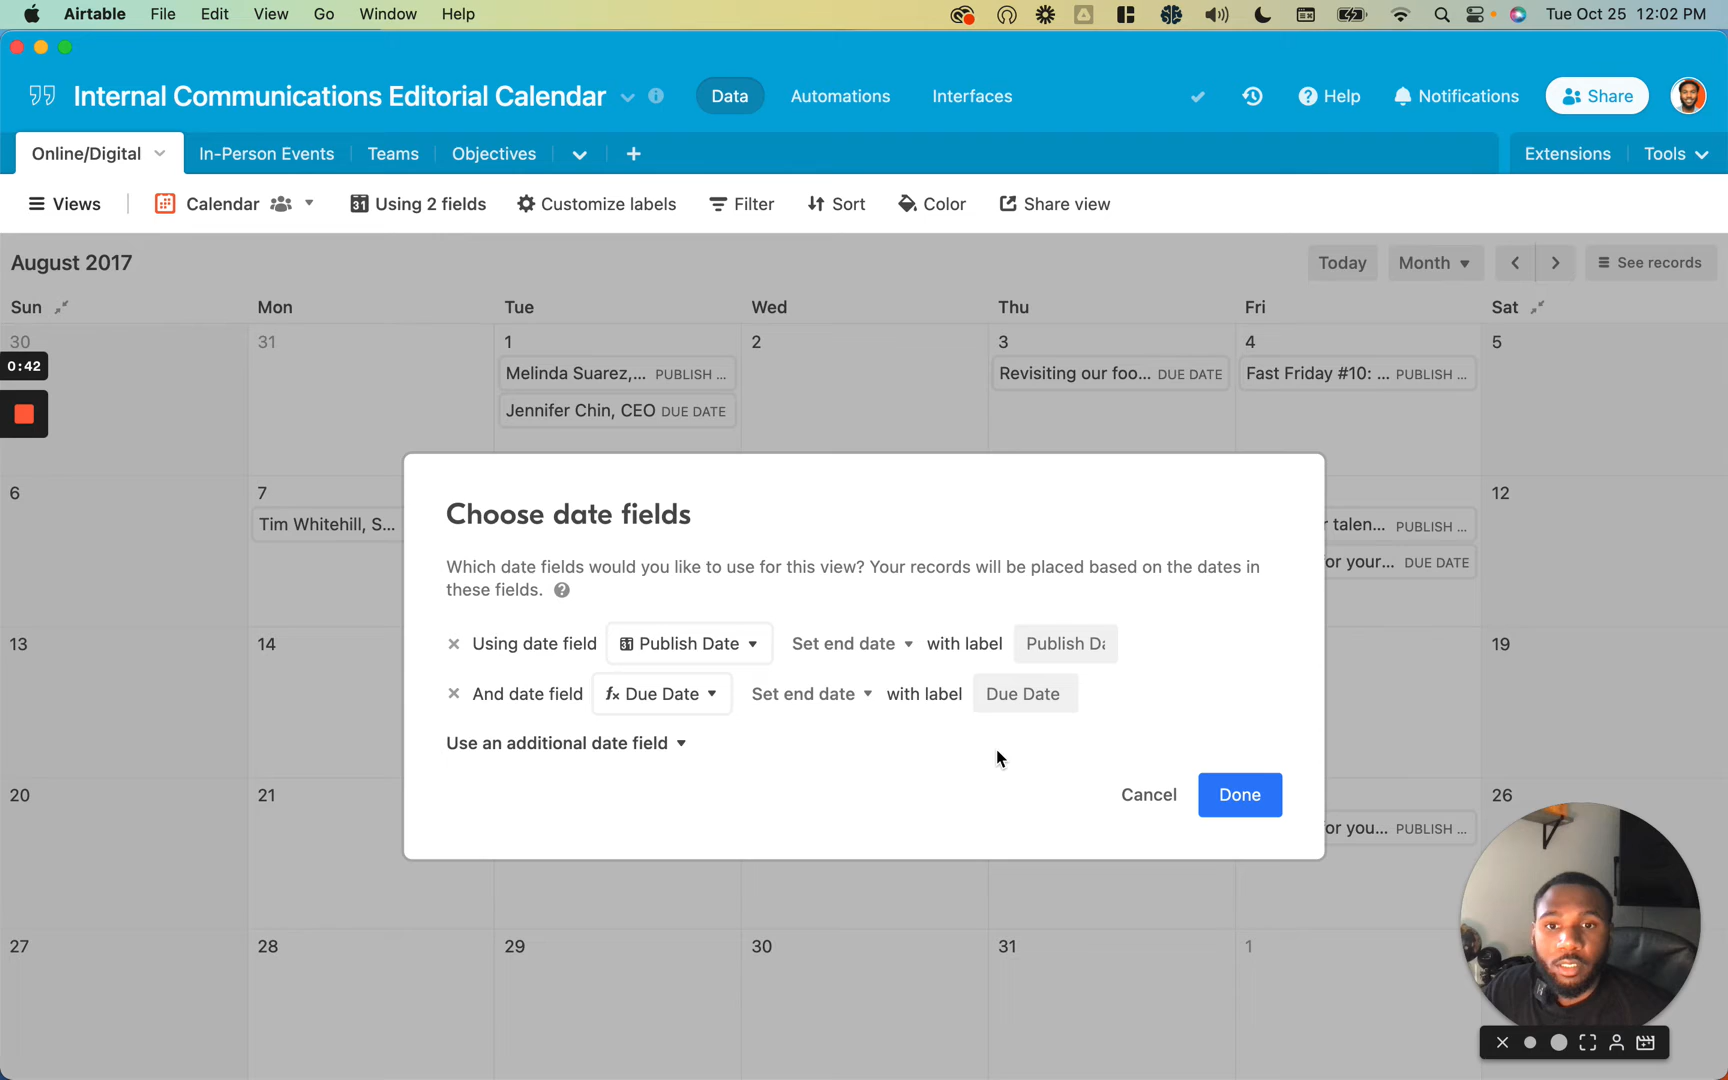 Airtable File Edit View Go Window Help Tue Oct 25 12:02 PM
Internal Communications Editorial Calendar Data Automations Interfaces Help Notifications Share
Online/Digital In-Person Events Teams Objectives + Extensions Tools
Views Calendar Using 2 fields Customize labels Filter Sort Color Share view
August 2017 Today Month See records
Sun Mon Tue Wed Thu Fri Sat
30 31 1 2 3 4 5
0:42
Melinda Suarez,... PUBLISH ... Revisiting our foo... DUE DATE Fast Friday #10: ... PUBLISH ...
Jennifer Chin, CEO DUE DATE
6 7 12
Tim Whitehill, S... talen... PUBLISH ...
or your... DUE DATE
Choose date fields
Which date fields would you like to use for this view? Your records will be placed based on the dates in
these fields. ?
Using date field Publish Date Set end date with label Publish Da
And date field fx Due Date Set end date with label Due Date
Use an additional date field
Cancel Done
13 14 19
20 21 26
or you... PUBLISH ...
27 28 29 30 31 1